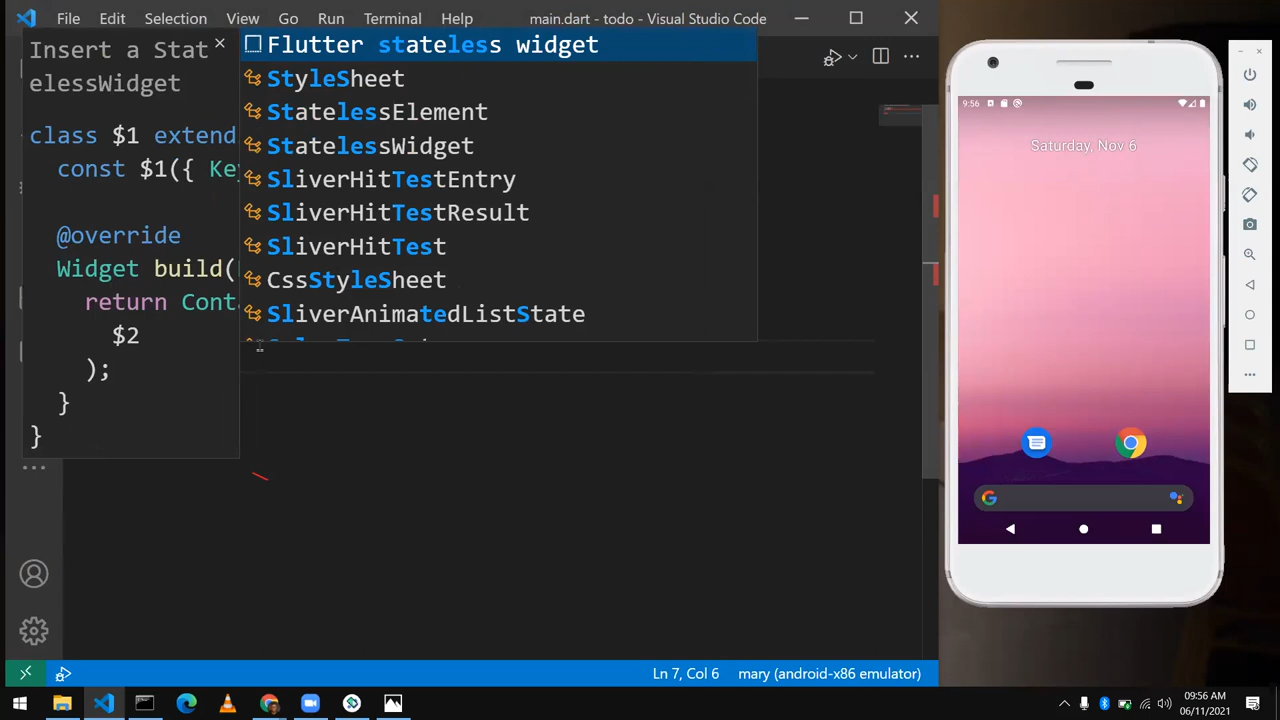 File Edit Selection View Go Run Terminal Help main.dart - todo - Visual Studio Code
Insert a Stat
elessWidget
class $1 extend
const $1({ Key
@override
Widget build(
return Conta
$2
);
}
}
Flutter stateless widget
StyleSheet
StatelessElement
StatelessWidget
SliverHitTestEntry
SliverHitTestResult
SliverHitTest
CssStyleSheet
SliverAnimatedListState
Ln 7, Col 6 mary (android-x86 emulator)
9:56
Saturday, Nov 6
09:56 AM
06/11/2021